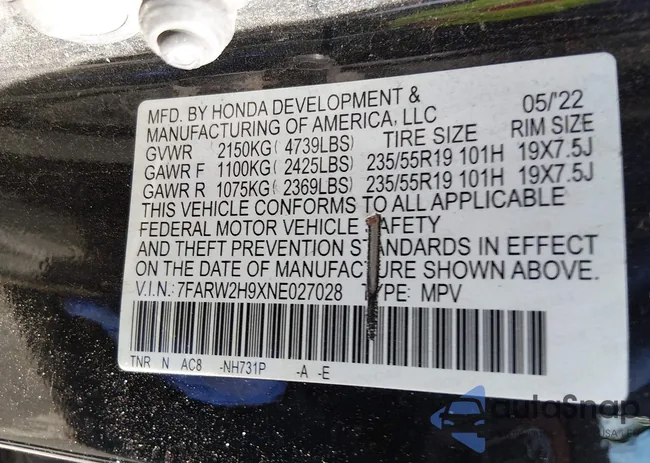 MFD. BY HONDA DEVELOPMENT & 05/'22
MANUFACTURING OF AMERICA, LLC
TIRE SIZE RIM SIZE
GVWR 2150KG ( 4739LBS)
GAWR F 1100KG ( 2425LBS) 235/55R19 101H 19X7.5J
GAWR R 1075KG ( 2369LBS) 235/55R19 101H 19X7.5J
THIS VEHICLE CONFORMS TO ALL APPLICABLE
FEDERAL MOTOR VEHICLE SAFETY
AND THEFT PREVENTION STANDARDS IN EFFECT
ON THE DATE OF MANUFACTURE SHOWN ABOVE.
V.I.N.: 7FARW2H9XNE027028 TYPE: MPV
TNR N AC8 -NH731P -A -E
autoSnap